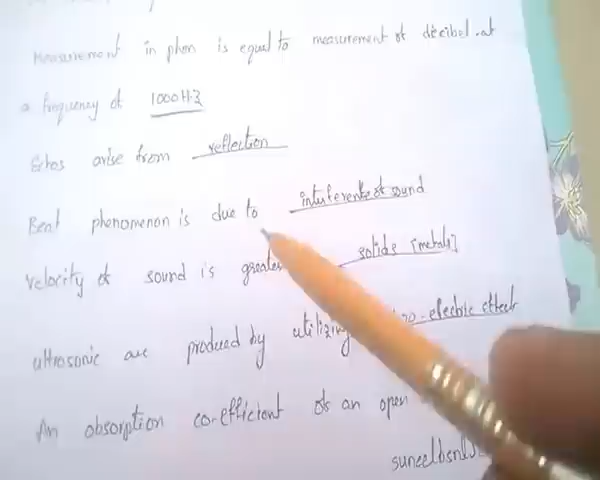 Measurement in phon is equal to measurement of decibel at
a frequency of 1000Hz
Echos arise from reflection
Beat phenomenon is due to interference of sound
velocity of sound is greater solids [metals]
ultrosonic are produced by utilizing electric effect
An absorption co-efficient of an open